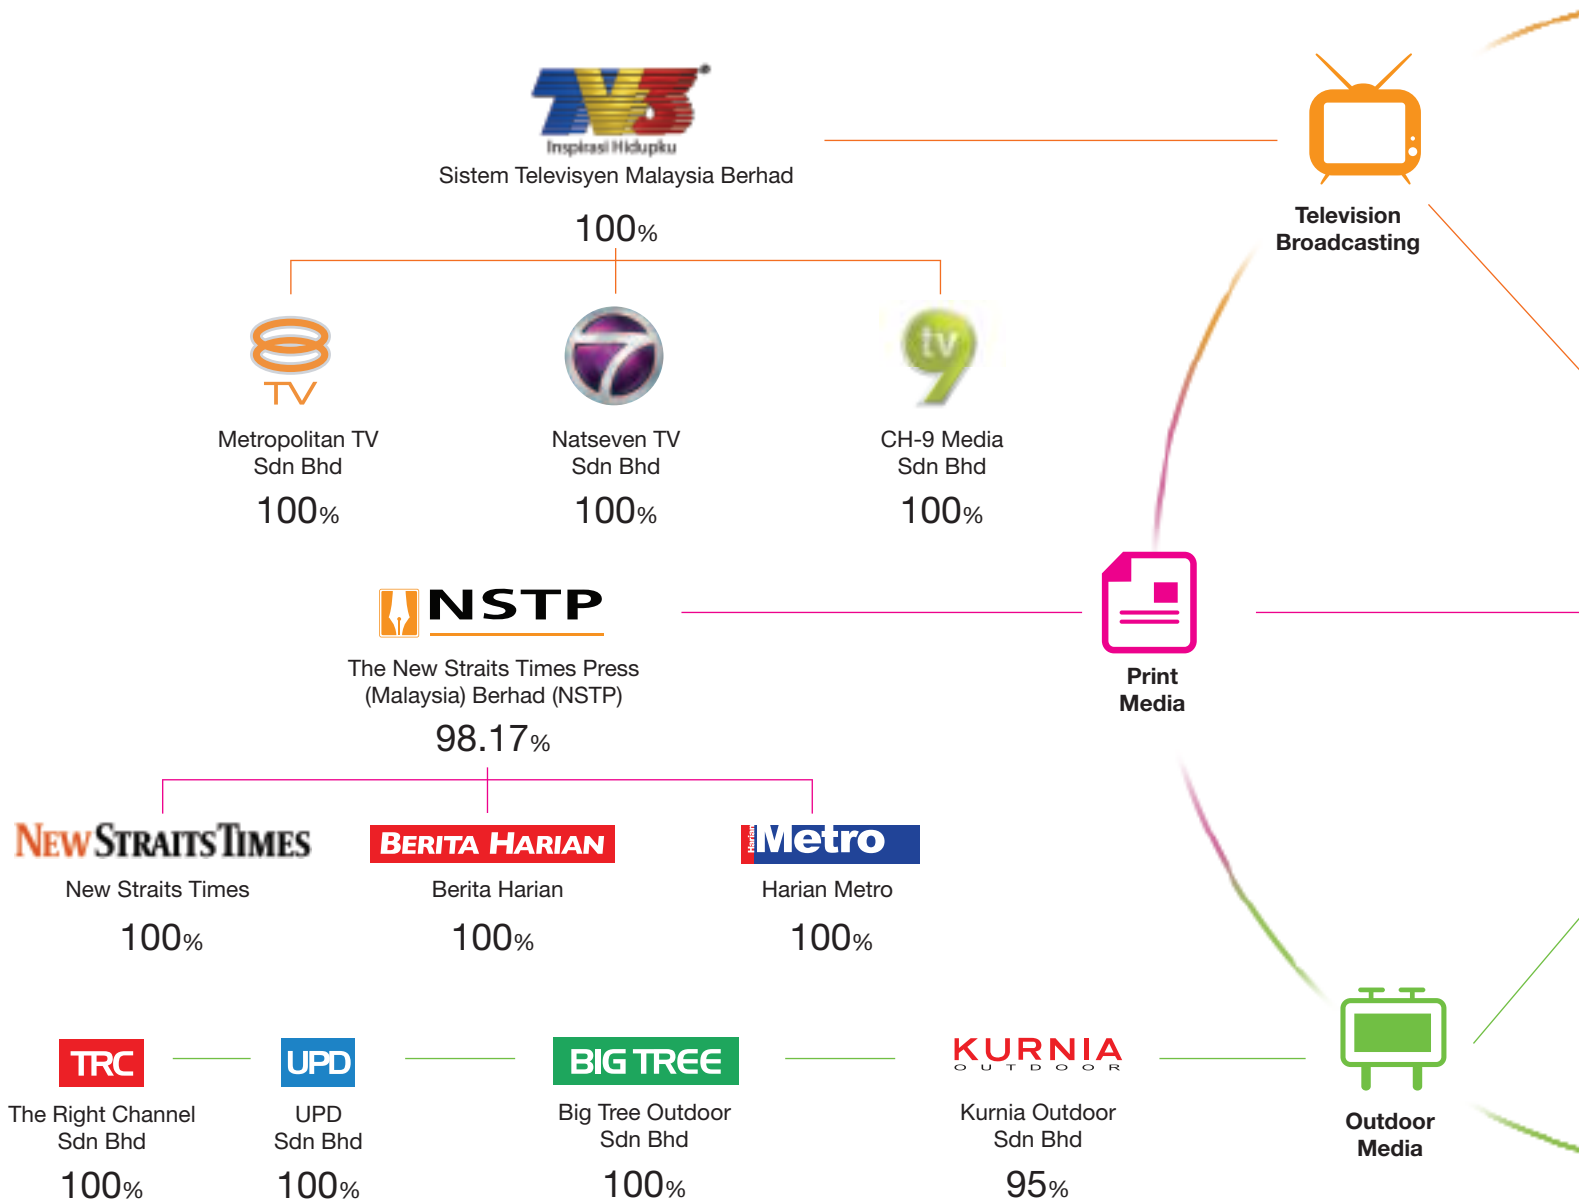 TV3
Inspirasi Hidupku
Sistem Televisyen Malaysia Berhad
100%
Television
Broadcasting
TV
7
tv
9
Metropolitan TV
Sdn Bhd
100%
Natseven TV
Sdn Bhd
100%
CH-9 Media
Sdn Bhd
100%
NSTP
The New Straits Times Press
(Malaysia) Berhad (NSTP)
98.17%
Print
Media
NEW STRAITS TIMES
New Straits Times
100%
BERITA HARIAN
Berita Harian
100%
Harian Metro
Harian Metro
100%
TRC
The Right Channel
Sdn Bhd
100%
UPD
UPD
Sdn Bhd
100%
BIG TREE
Big Tree Outdoor
Sdn Bhd
100%
KURNIA
OUTDOOR
Kurnia Outdoor
Sdn Bhd
95%
Outdoor
Media